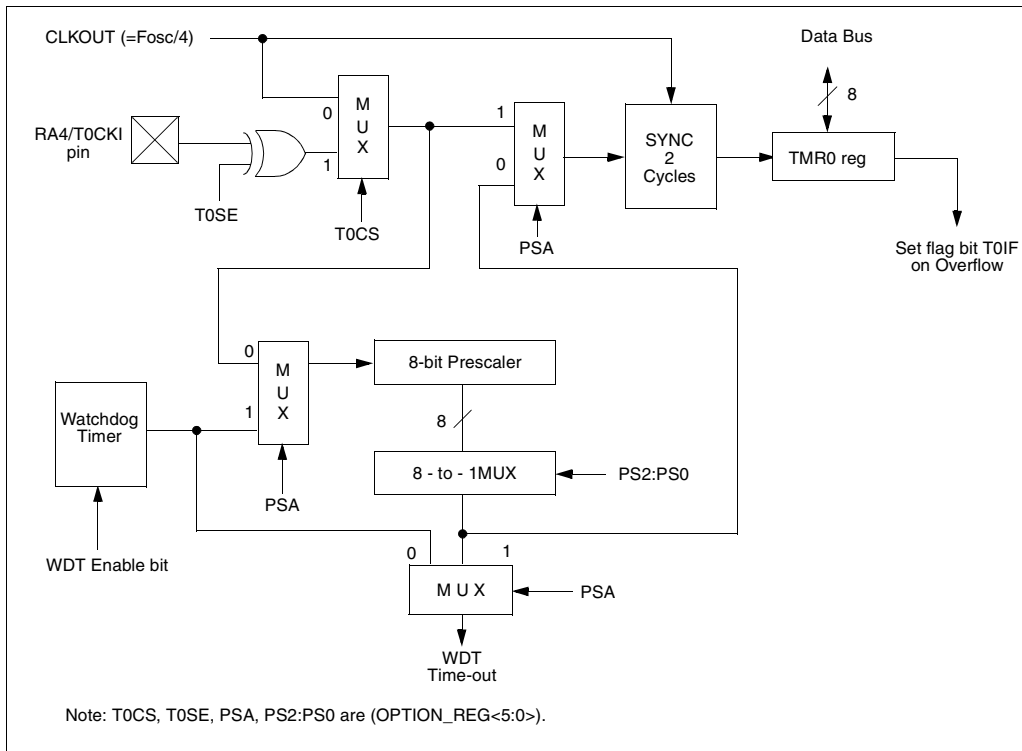 CLKOUT (=Fosc/4)
Data Bus
8
RA4/T0CKI
pin
T0SE
0
1
M
U
X
T0CS
1
0
M
U
X
PSA
SYNC
2
Cycles
TMR0 reg
Set flag bit T0IF
on Overflow
0
1
M
U
X
PSA
8-bit Prescaler
8
8 - to - 1MUX
PS2:PS0
Watchdog
Timer
WDT Enable bit
0
1
M U X
PSA
WDT
Time-out
Note: T0CS, T0SE, PSA, PS2:PS0 are (OPTION_REG<5:0>).